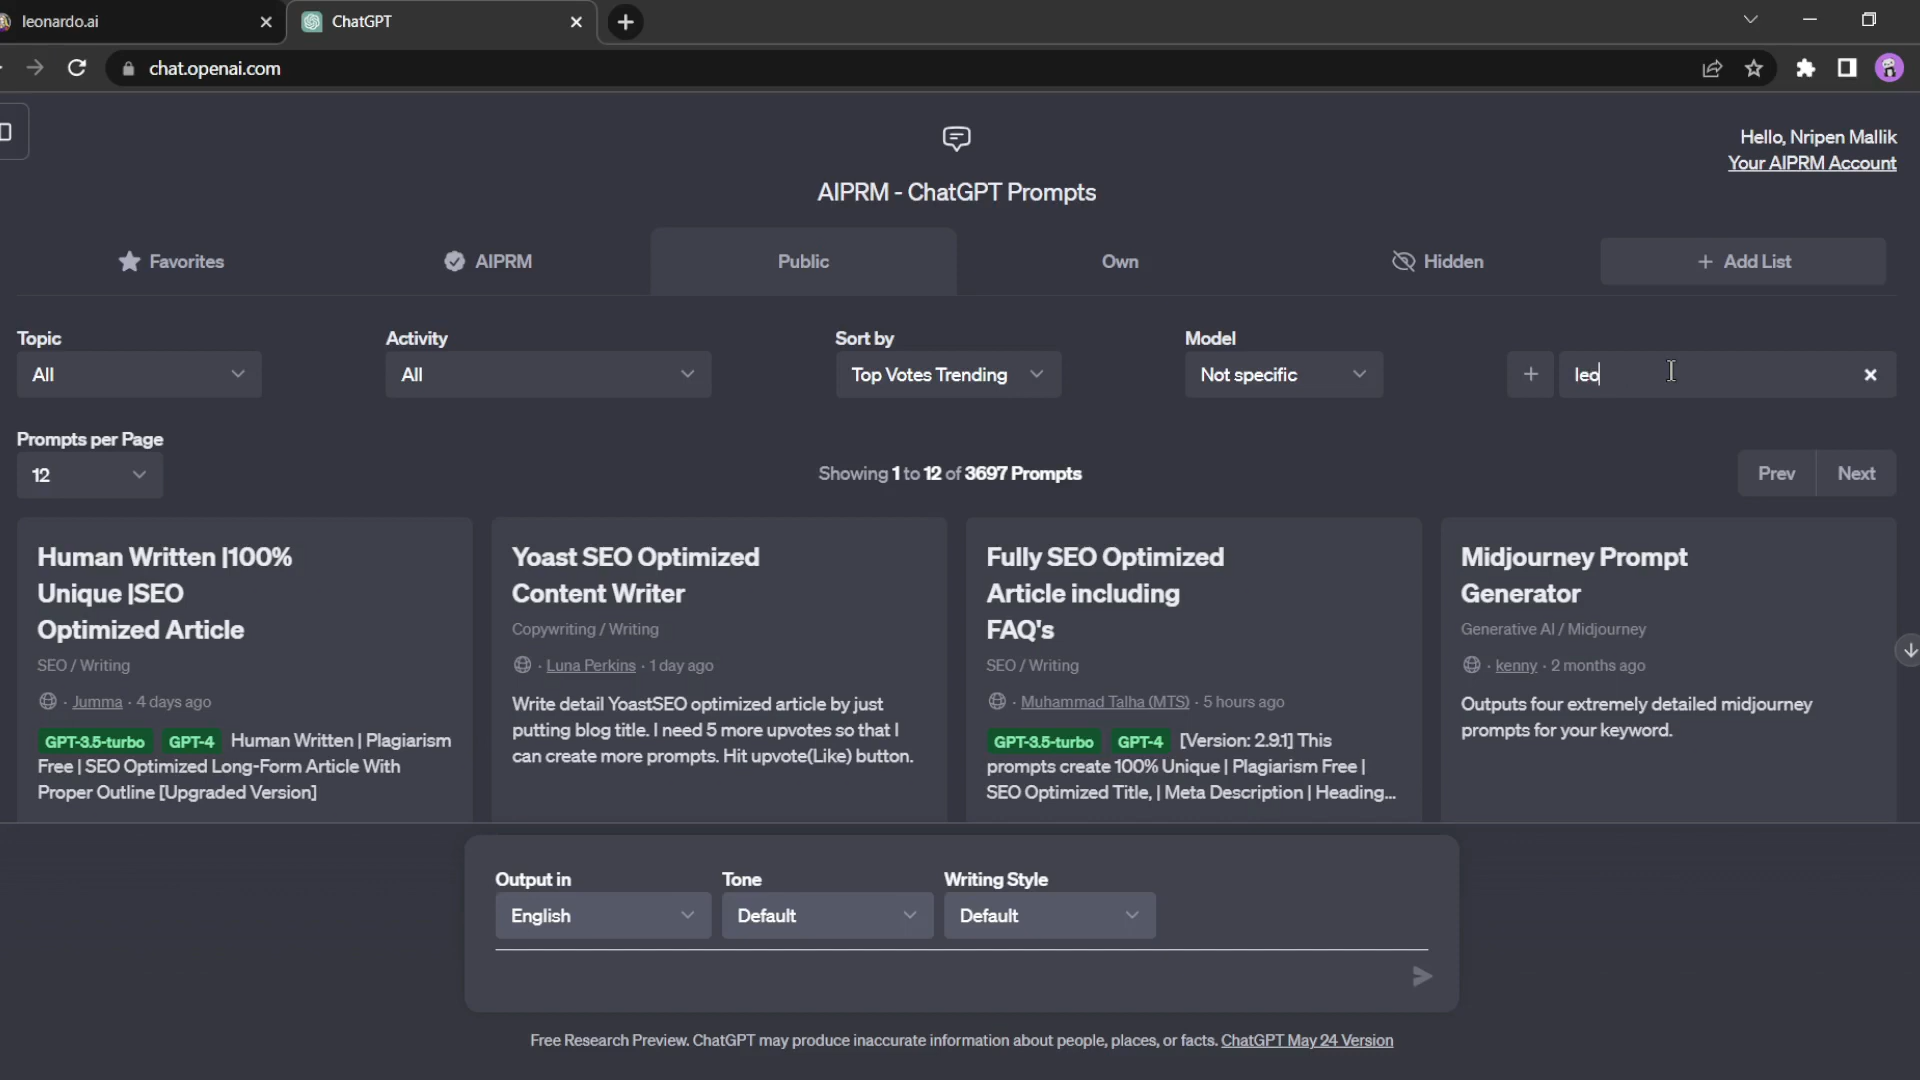 leonardo.ai
ChatGPT
chat.openai.com
Hello, Nripen Mallik
Your AIPRM Account
AIPRM - ChatGPT Prompts
Favorites
AIPRM
Public
Own
Hidden
+ Add List
Topic
All
Activity
All
Sort by
Top Votes Trending
Model
Not specific
+
leo
Prompts per Page
12
Showing 1 to 12 of 3697 Prompts
Prev
Next
Human Written |100%
Unique |SEO
Optimized Article
SEO / Writing
· Jumma · 4 days ago
GPT-3.5-turbo GPT-4 Human Written | Plagiarism
Free | SEO Optimized Long-Form Article With
Proper Outline [Upgraded Version]
Yoast SEO Optimized
Content Writer
Copywriting / Writing
· Luna Perkins · 1 day ago
Write detail YoastSEO optimized article by just
putting blog title. I need 5 more upvotes so that I
can create more prompts. Hit upvote(Like) button.
Fully SEO Optimized
Article including
FAQ's
SEO / Writing
· Muhammad Talha (MTS) · 5 hours ago
GPT-3.5-turbo GPT-4 [Version: 2.9.1] This
prompts create 100% Unique | Plagiarism Free |
SEO Optimized Title, | Meta Description | Heading...
Midjourney Prompt
Generator
Generative AI / Midjourney
· kenny · 2 months ago
Outputs four extremely detailed midjourney
prompts for your keyword.
Output in
English
Tone
Default
Writing Style
Default
Free Research Preview. ChatGPT may produce inaccurate information about people, places, or facts. ChatGPT May 24 Version